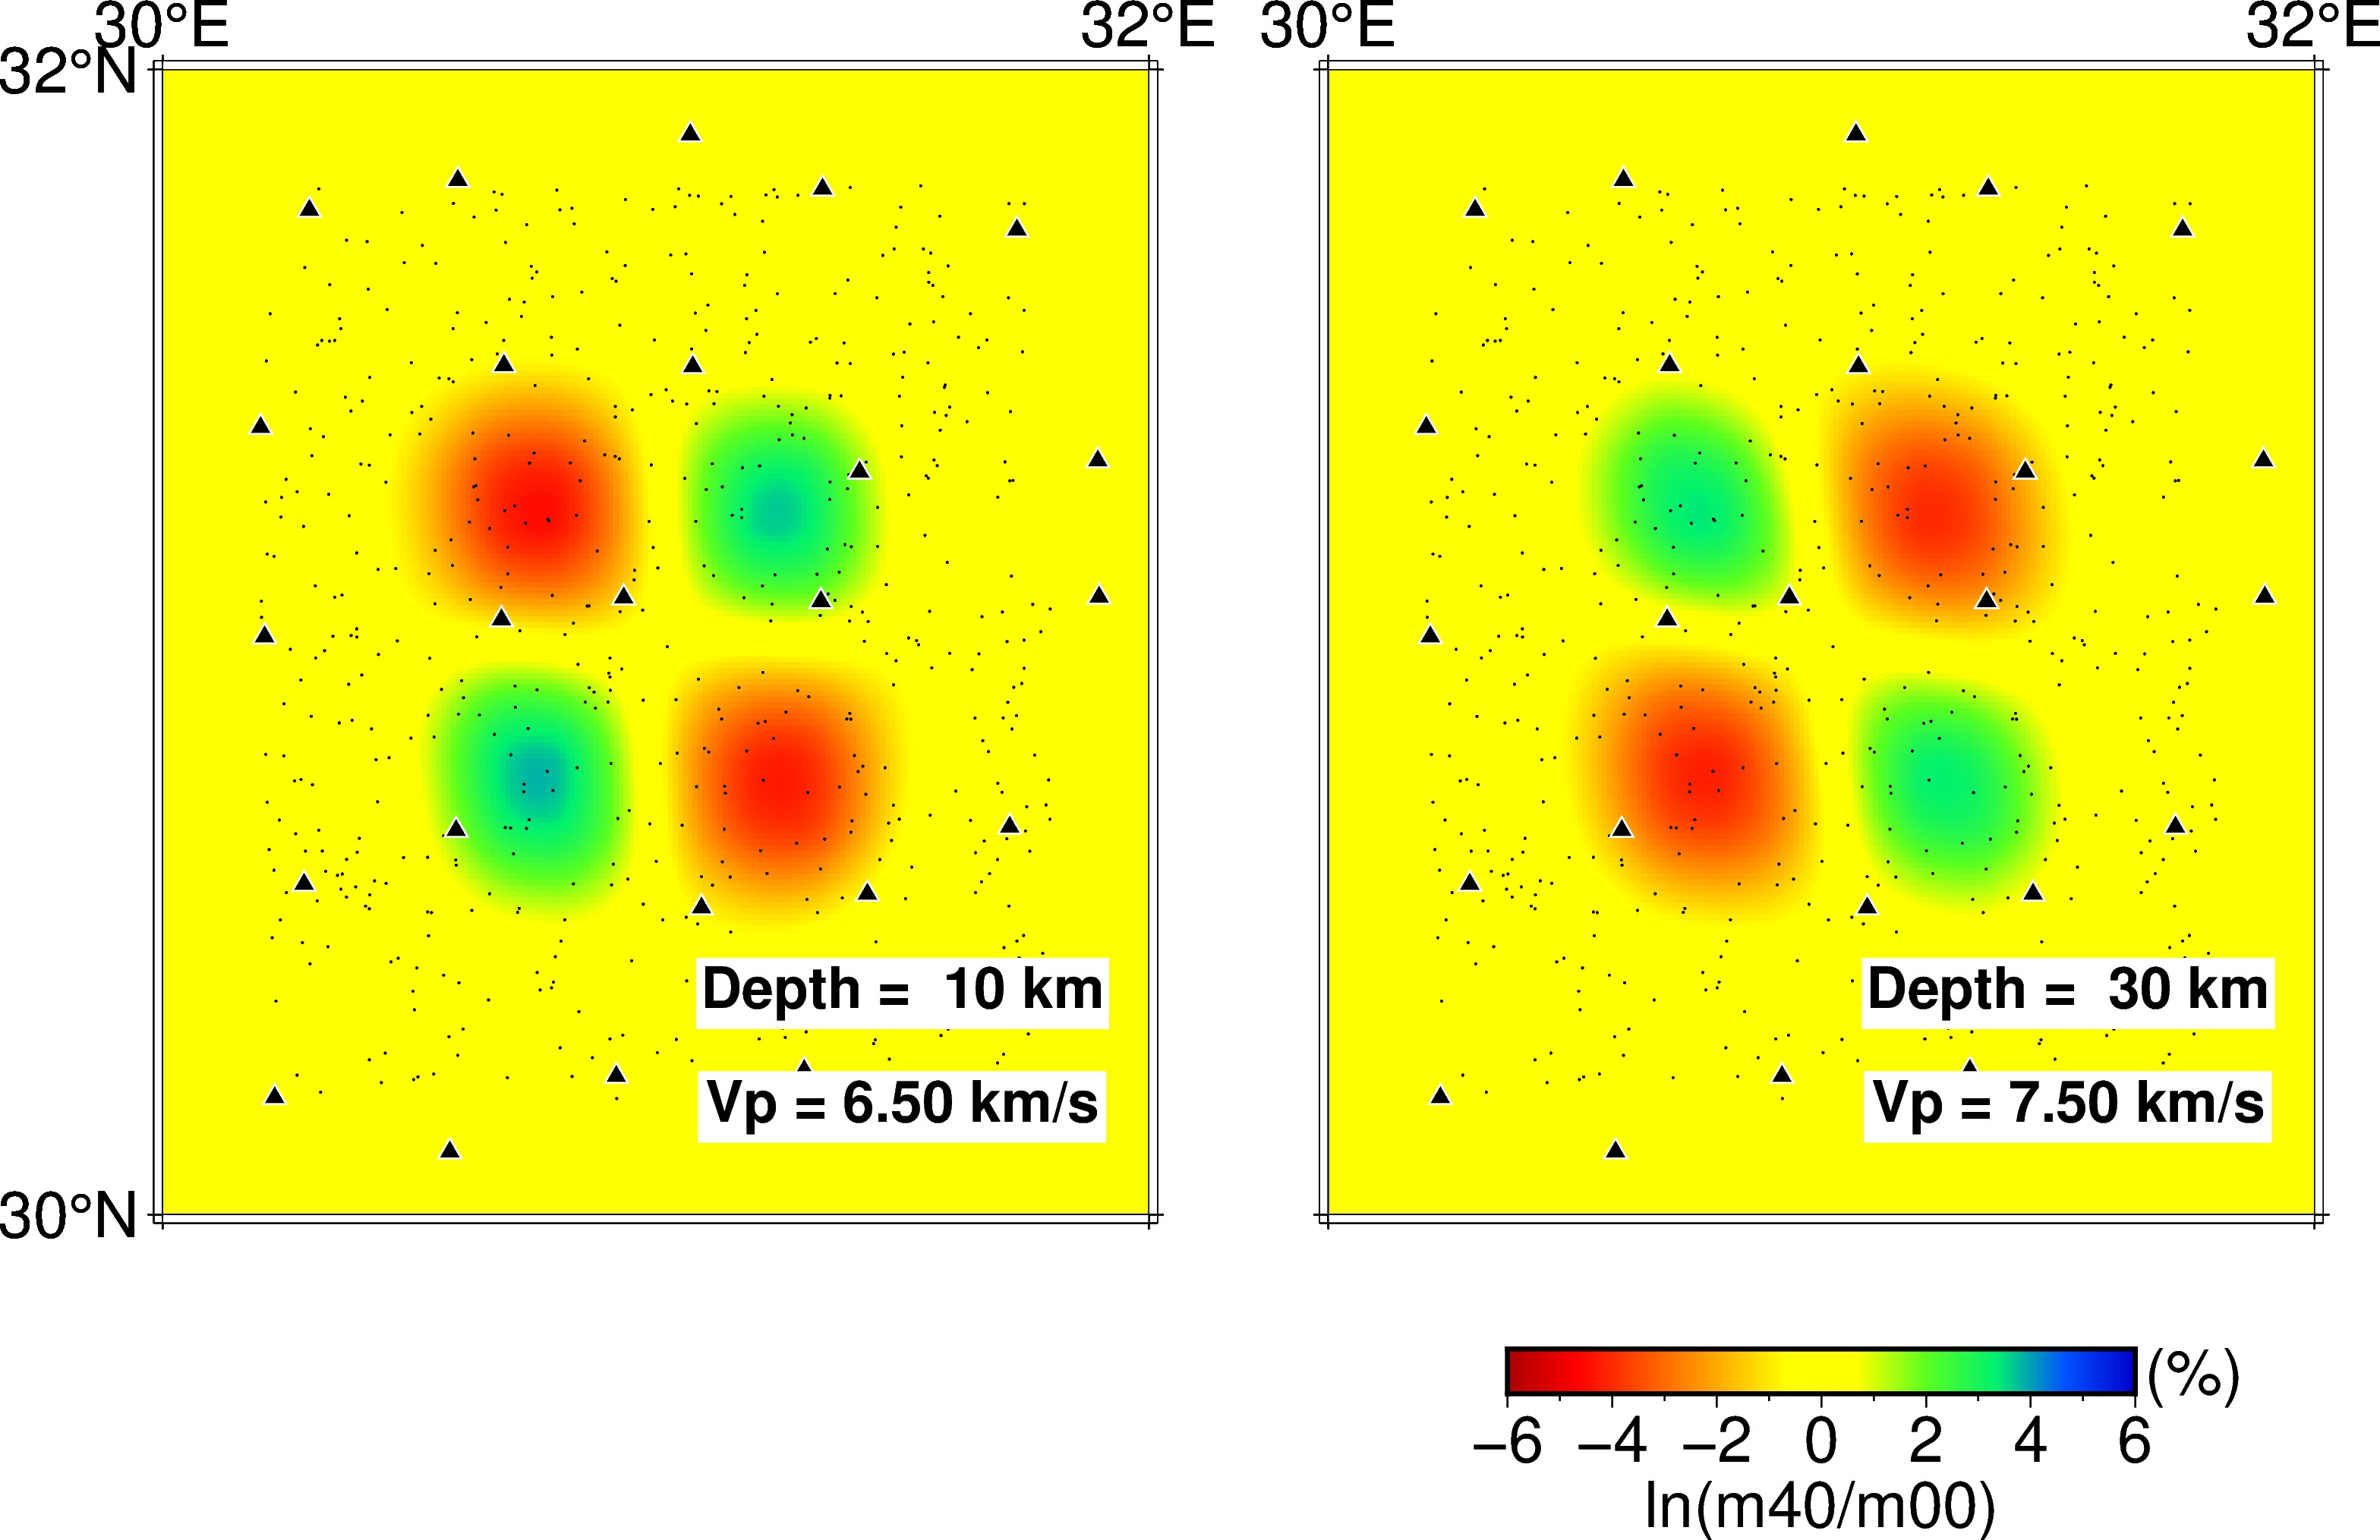 30°E 32°E 30°E 32°E
32°N
Depth = 10 km Depth = 30 km
Vp = 6.50 km/s Vp = 7.50 km/s
30°N
(%)
−6 −4 −2 0 2 4 6
ln(m40/m00)